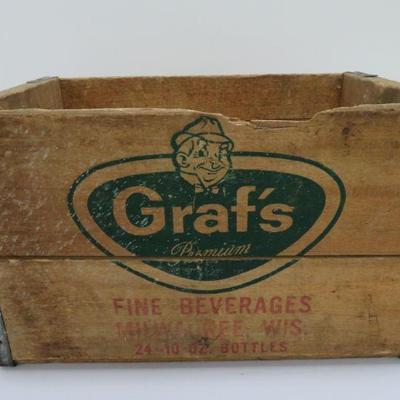 Graf's
Premium
FINE BEVERAGES
MILWAUKEE, WIS.
24-10 OZ. BOTTLES